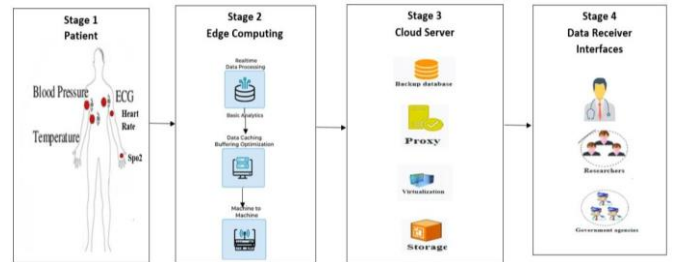 Stage 1
Patient
Blood Pressure
ECG
Heart
Rate
Temperature
Spo2
Stage 2
Edge Computing
Realtime
Data Processing
Basic Analytics
Data Caching
Buffering Optimization
Machine to
Machine
Stage 3
Cloud Server
Backup database
Proxy
Virtualization
Storage
Stage 4
Data Receiver
Interfaces
Researchers
Government agencies